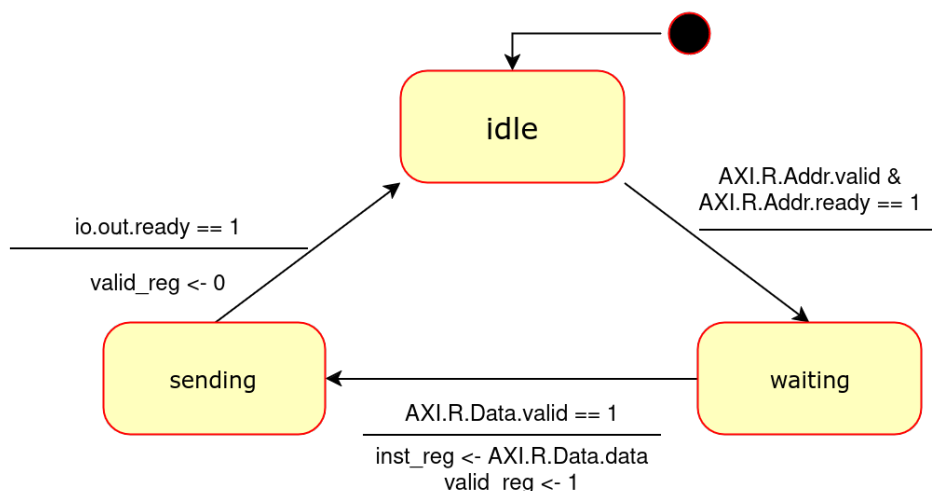 idle
AXI.R.Addr.valid &
AXI.R.Addr.ready == 1
io.out.ready == 1
valid_reg <- 0
sending
waiting
AXI.R.Data.valid == 1
inst_reg <- AXI.R.Data.data
valid_reg <- 1